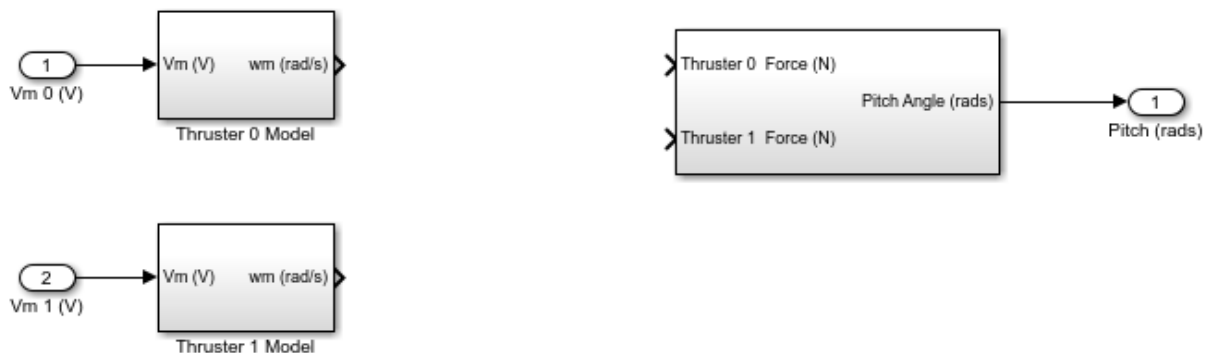 1
Vm 0 (V)
Vm (V)
wm (rad/s)
Thruster 0 Model
Thruster 0 Force (N)
Pitch Angle (rads)
Thruster 1 Force (N)
1
Pitch (rads)
2
Vm 1 (V)
Vm (V)
wm (rad/s)
Thruster 1 Model